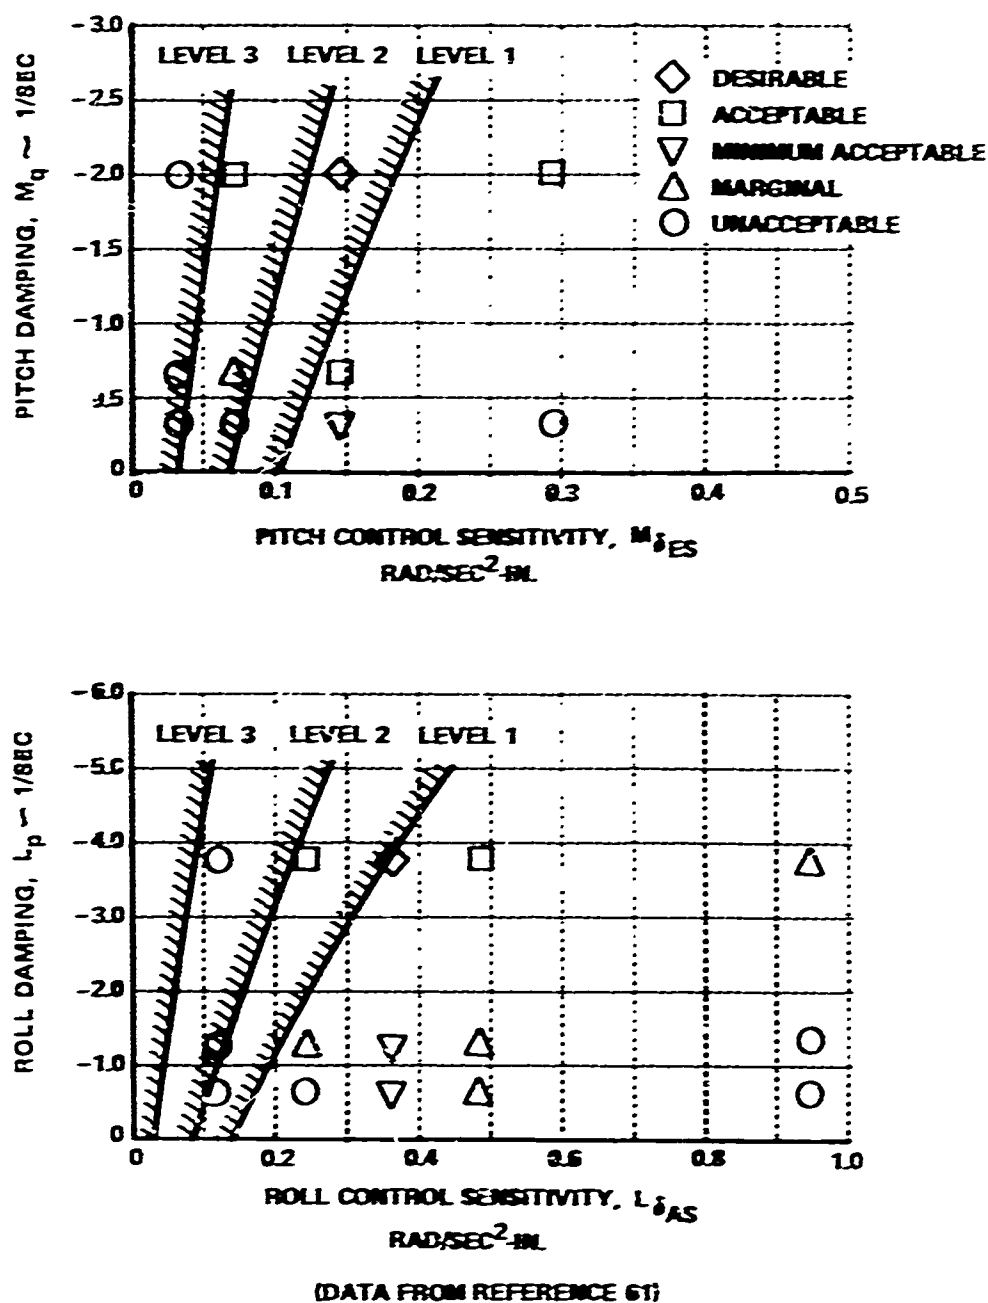 PITCH DAMPING, Mq ~ 1/SEC
-3.0
-2.5
-2.0
-1.5
-1.0
-.5
0
LEVEL 3
LEVEL 2
LEVEL 1
DESIRABLE
ACCEPTABLE
MINIMUM ACCEPTABLE
MARGINAL
UNACCEPTABLE
0
0.1
0.2
0.3
0.4
0.5
PITCH CONTROL SENSITIVITY, MδES
RAD/SEC²-IN.
ROLL DAMPING, Lp ~ 1/SEC
-6.0
-5.0
-4.0
-3.0
-2.0
-1.0
0
LEVEL 3
LEVEL 2
LEVEL 1
0
0.2
0.4
0.6
0.8
1.0
ROLL CONTROL SENSITIVITY, LδAS
RAD/SEC²-IN.
(DATA FROM REFERENCE 61)